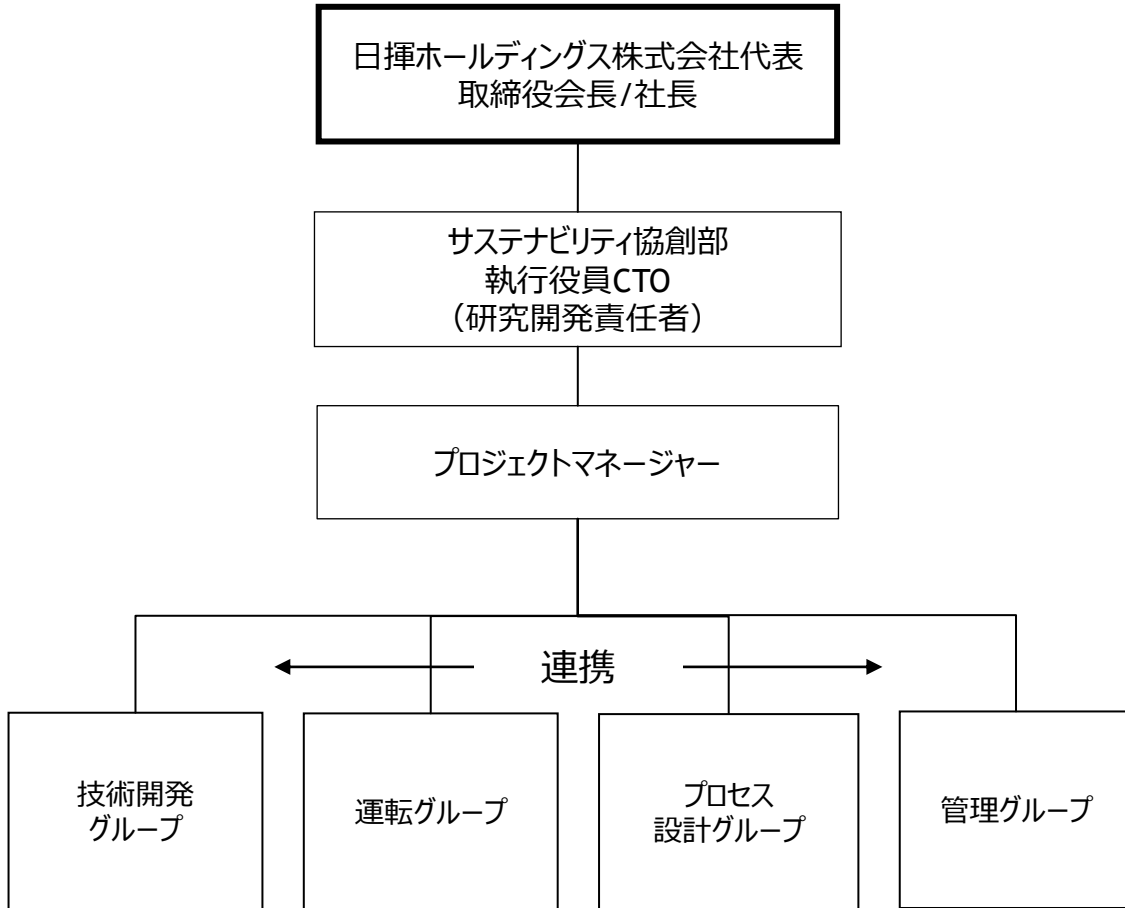 日揮ホールディングス株式会社代表
取締役会長/社長
サステナビリティ協創部
執行役員CTO
（研究開発責任者）
プロジェクトマネージャー
連携
技術開発
グループ
運転グループ
プロセス
設計グループ
管理グループ